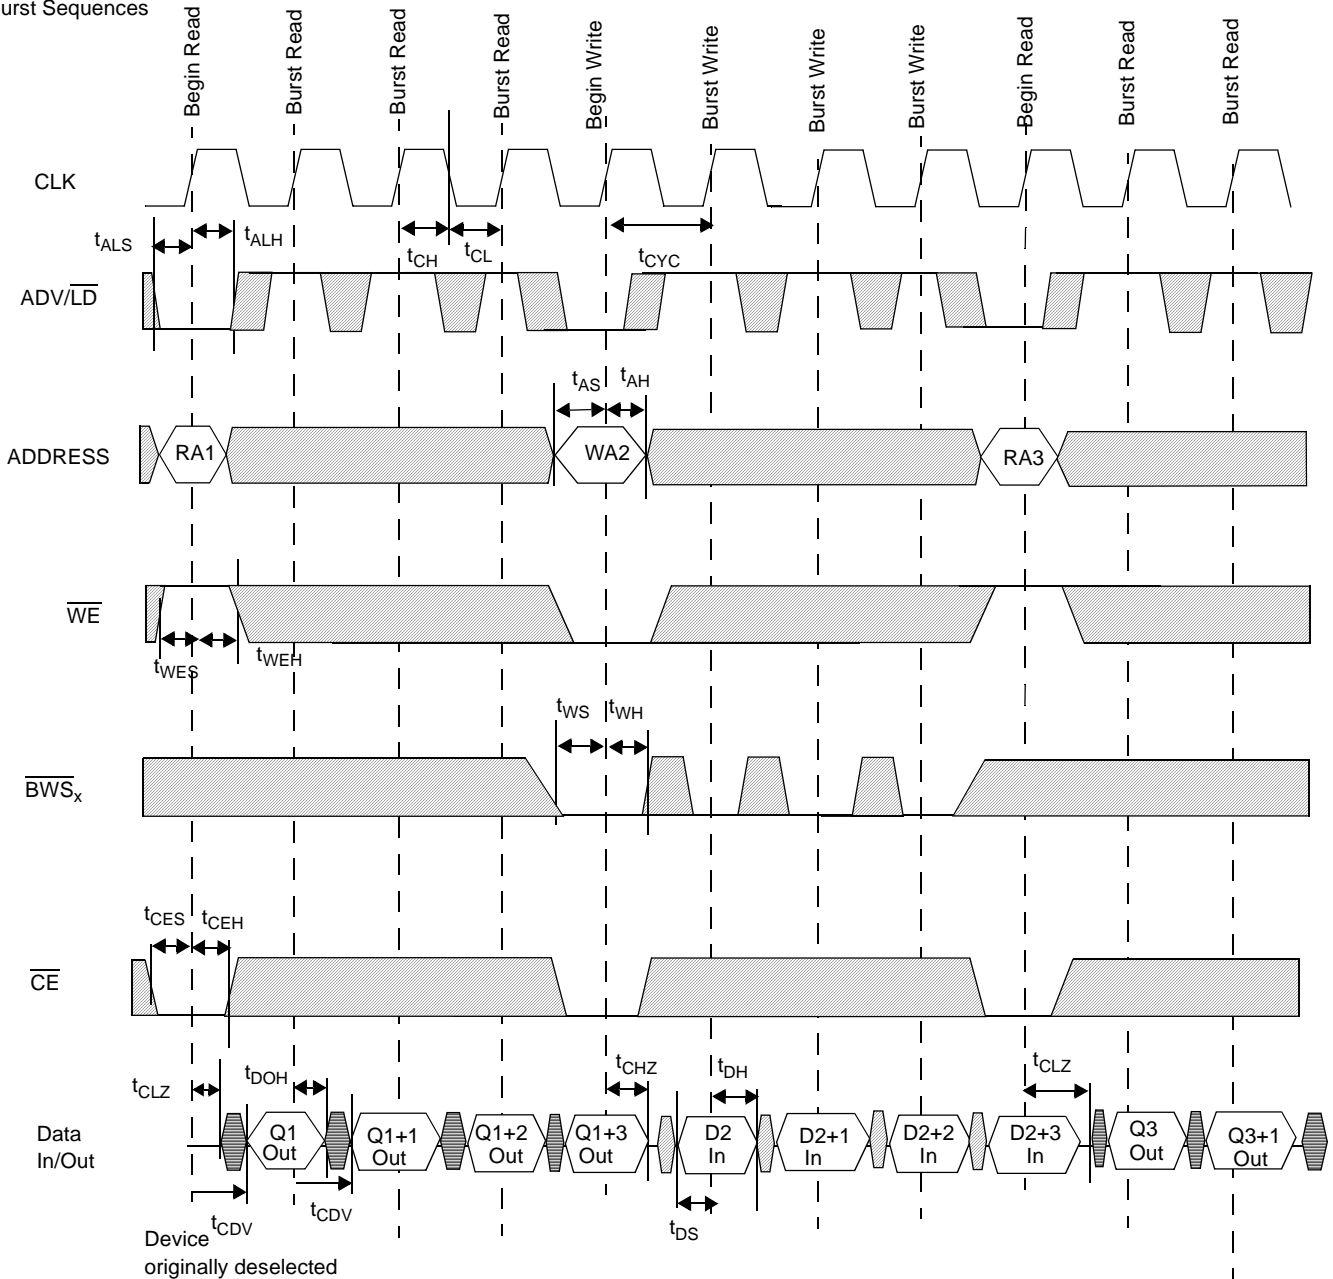 urst Sequences
Begin Read
Burst Read
Burst Read
Burst Read
Begin Write
Burst Write
Burst Write
Burst Write
Begin Read
Burst Read
Burst Read
CLK
tALS
tALH
tCH
tCL
tCYC
ADV/LD
tAS
tAH
ADDRESS
RA1
WA2
RA3
WE
tWES
tWEH
tWS
tWH
BWSx
tCES
tCEH
CE
tCLZ
tDOH
tCHZ
tDH
tCLZ
Data
In/Out
Q1
Out
Q1+1
Out
Q1+2
Out
Q1+3
Out
D2
In
D2+1
In
D2+2
In
D2+3
In
Q3
Out
Q3+1
Out
tCDV
tCDV
tDS
Device
originally deselected